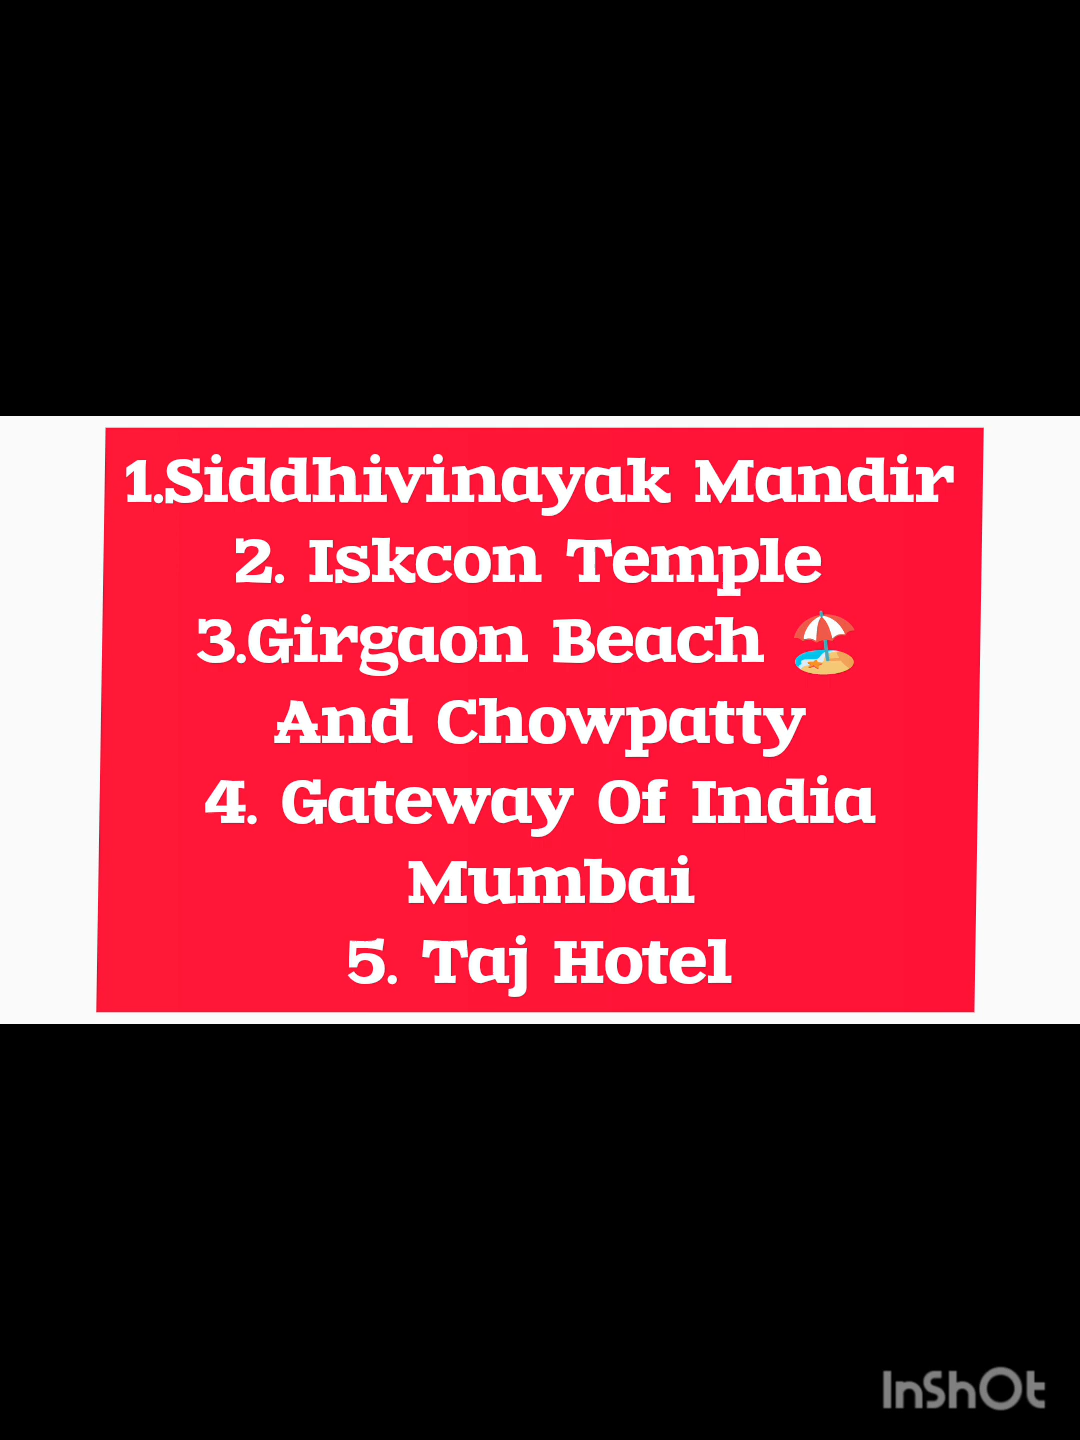 1.Siddhivinayak Mandir
2. Iskcon Temple
3.Girgaon Beach 🏖️
And Chowpatty
4. Gateway Of India
Mumbai
5. Taj Hotel
InShOt